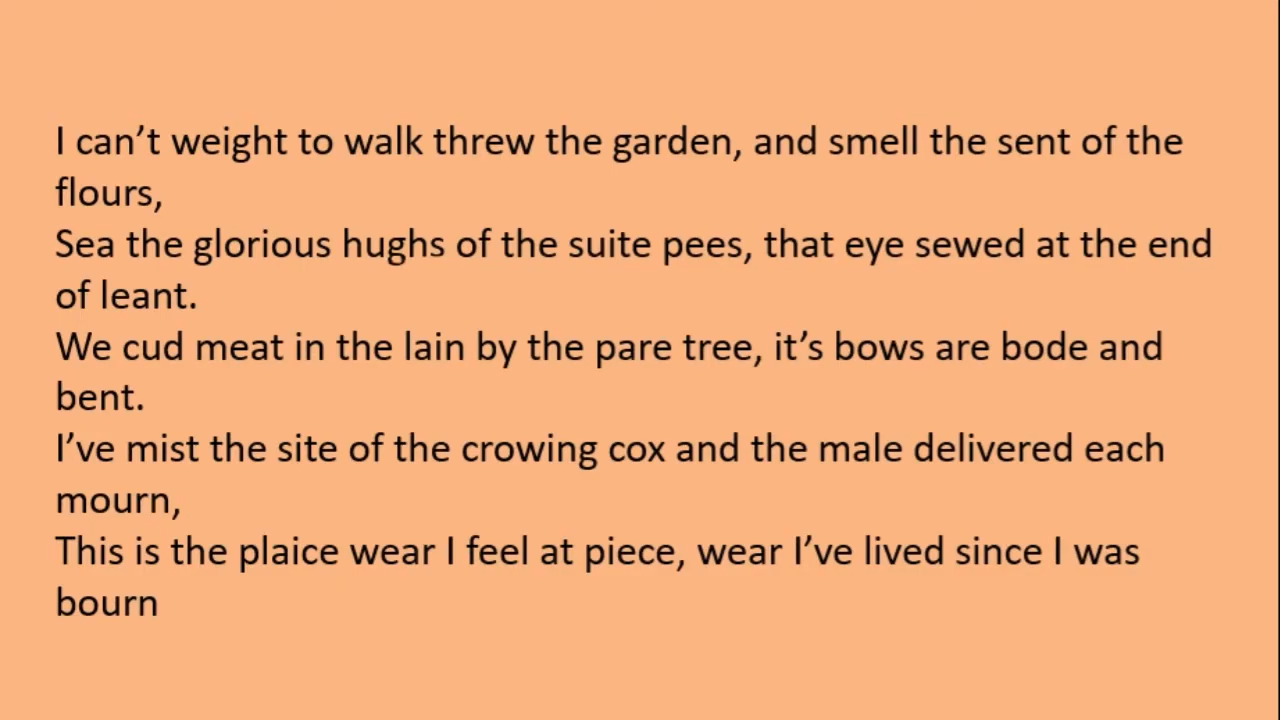 I can’t weight to walk threw the garden, and smell the sent of the
flours,
Sea the glorious hughs of the suite pees, that eye sewed at the end
of leant.
We cud meat in the lain by the pare tree, it’s bows are bode and
bent.
I’ve mist the site of the crowing cox and the male delivered each
mourn,
This is the plaice wear I feel at piece, wear I’ve lived since I was
bourn